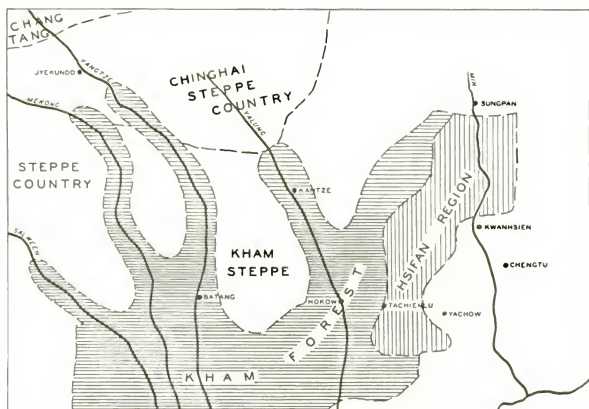 CHANG
TANG
JYEKUNDO
YANGTZE
CHINGHAI
STEPPE
COUNTRY
YALUNG
MEKONG
STEPPE
COUNTRY
SALWEEN
KANTZE
KHAM
STEPPE
BATANG
HOKOW
KHAM
FOREST
HSIFAN REGION
MIN
SUNGPAN
KWANHSIEN
CHENGTU
TACHIENLU
YACHOW